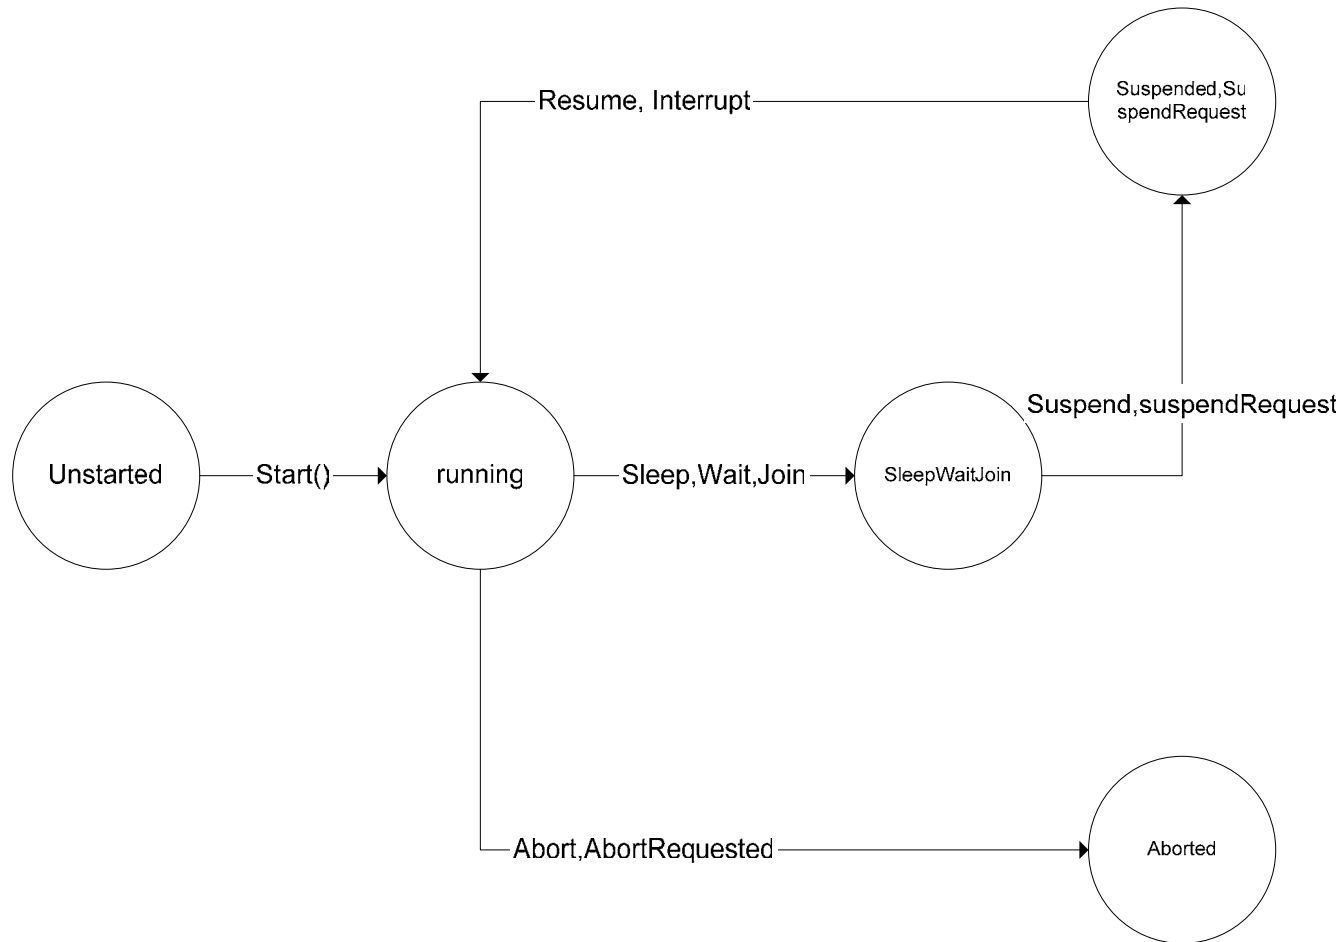 Suspended,Su
spendRequest
Resume, Interrupt
Suspend,suspendRequest
Unstarted
Start()
running
Sleep,Wait,Join
SleepWaitJoin
Abort,AbortRequested
Aborted